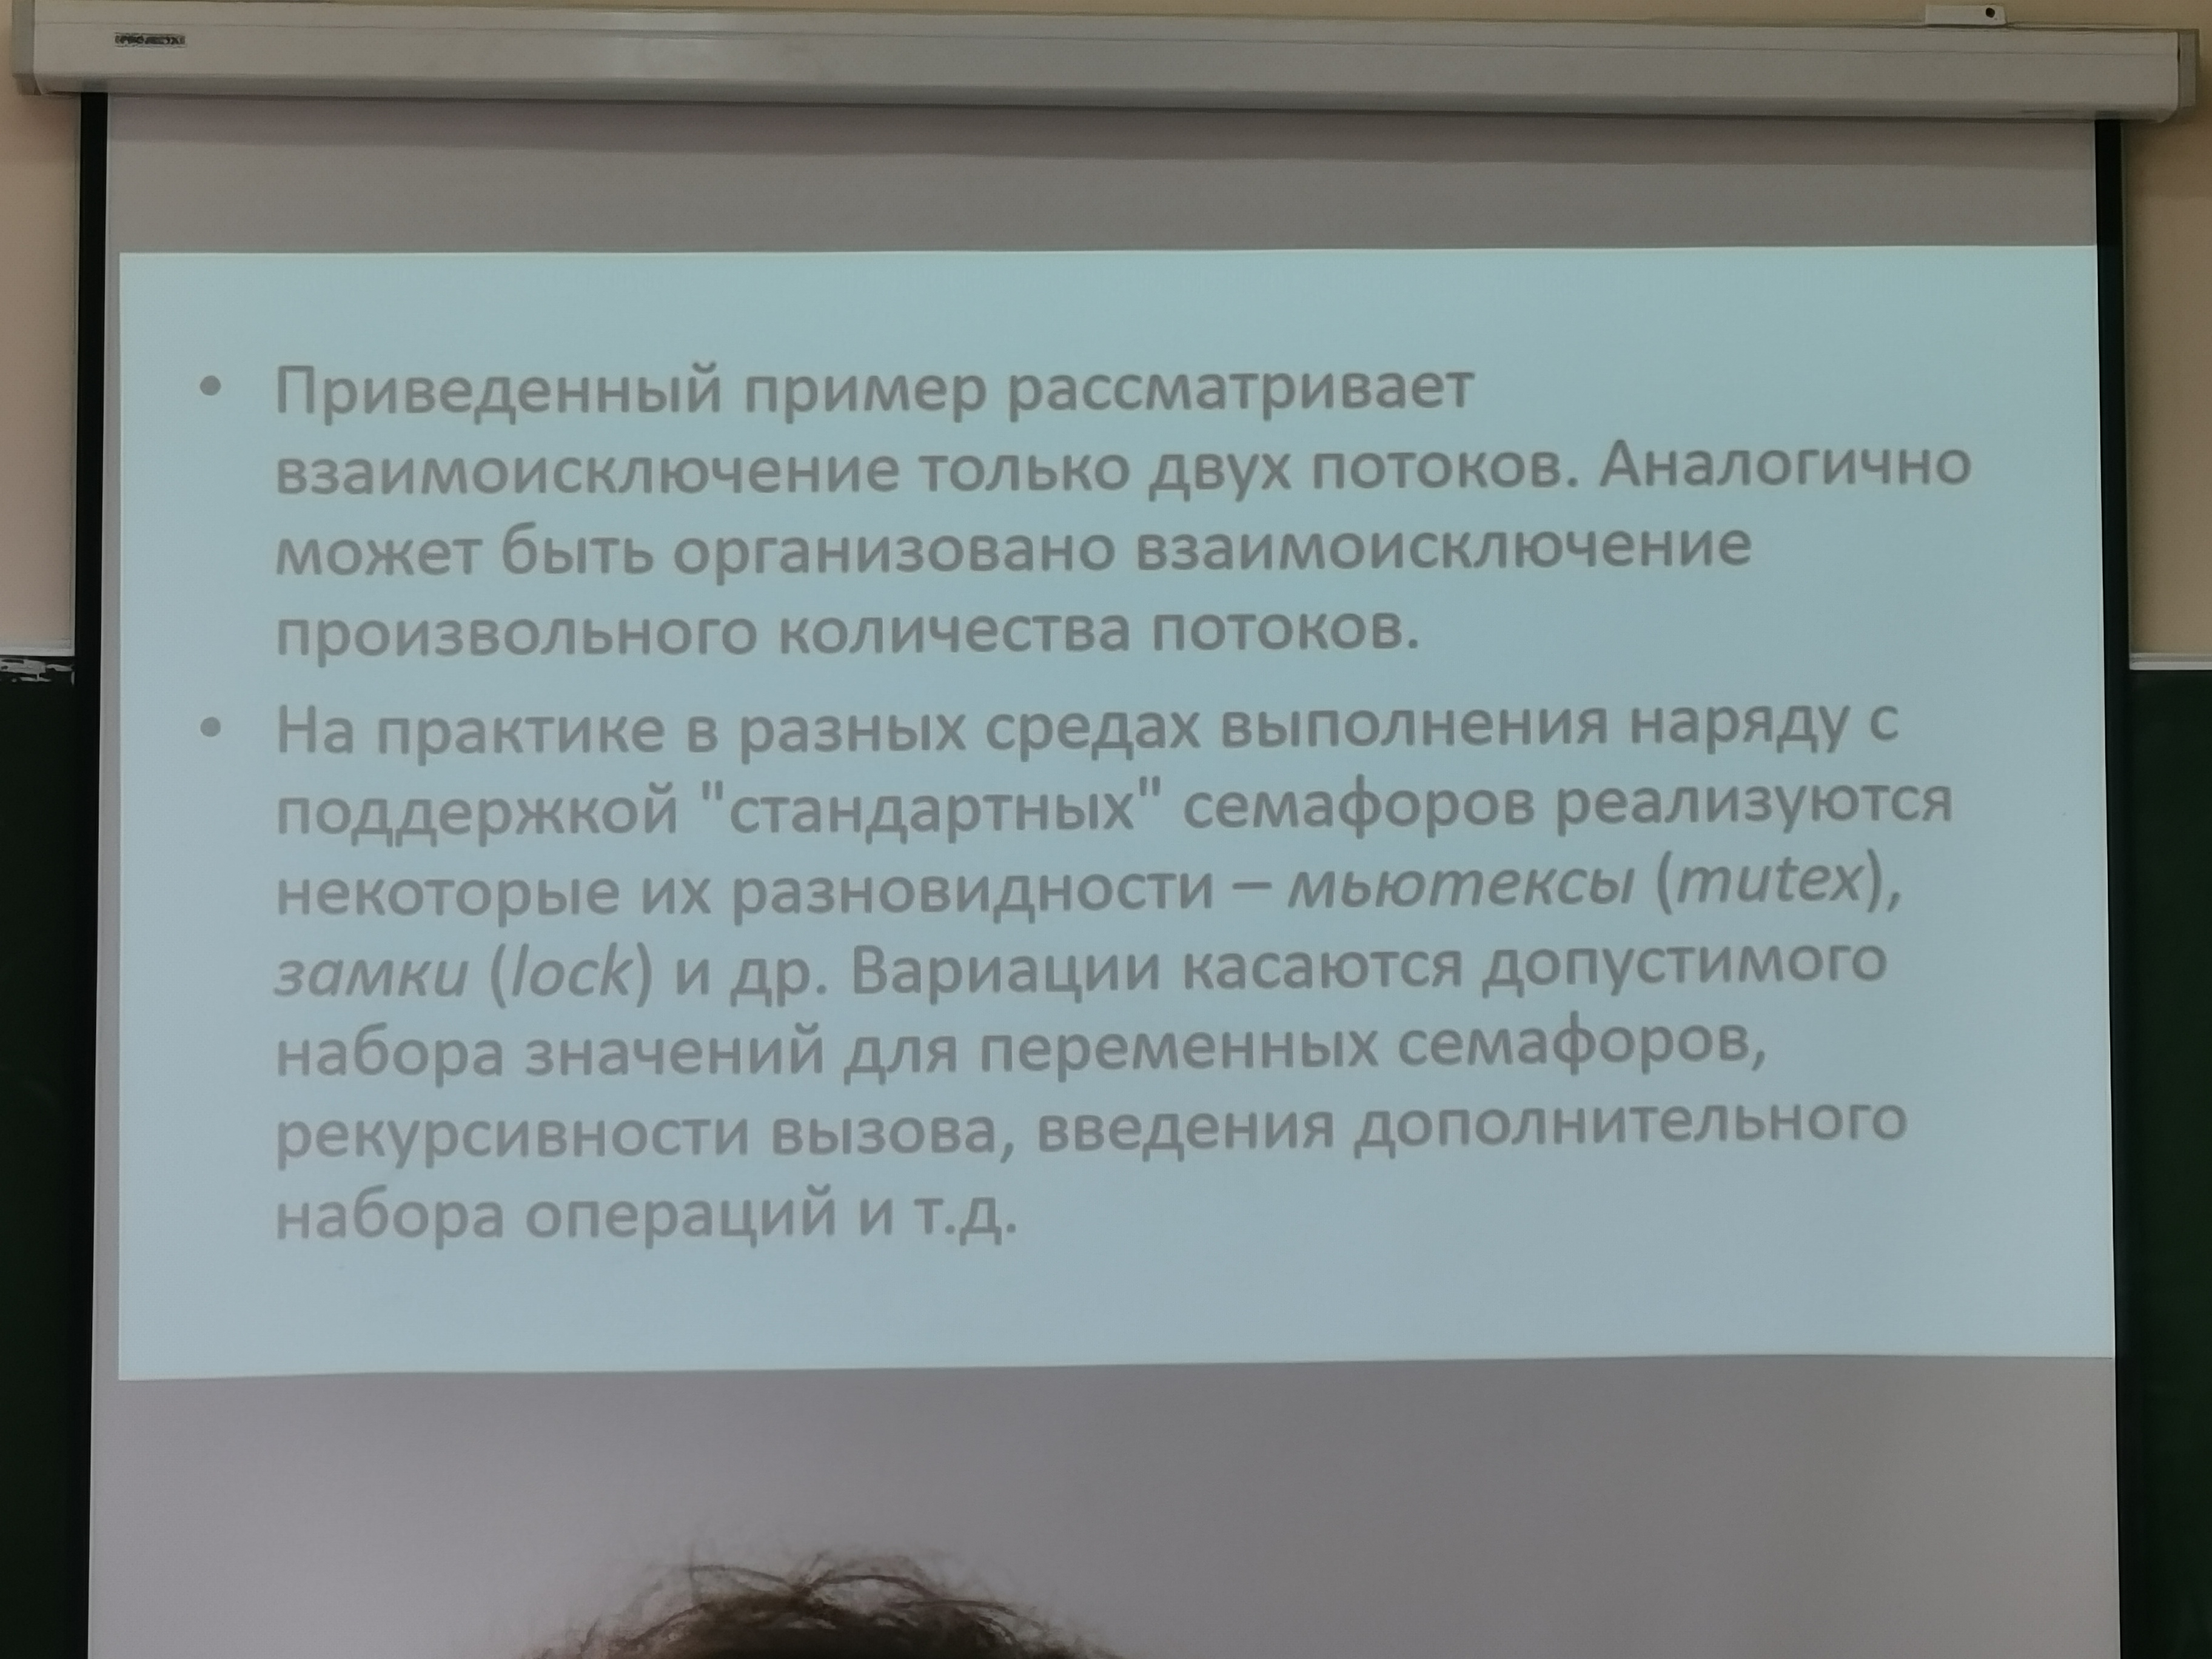 • Приведенный пример рассматривает
взаимоисключение только двух потоков. Аналогично
может быть организовано взаимоисключение
произвольного количества потоков.
• На практике в разных средах выполнения наряду с
поддержкой "стандартных" семафоров реализуются
некоторые их разновидности – мьютексы (mutex),
замки (lock) и др. Вариации касаются допустимого
набора значений для переменных семафоров,
рекурсивности вызова, введения дополнительного
набора операций и т.д.